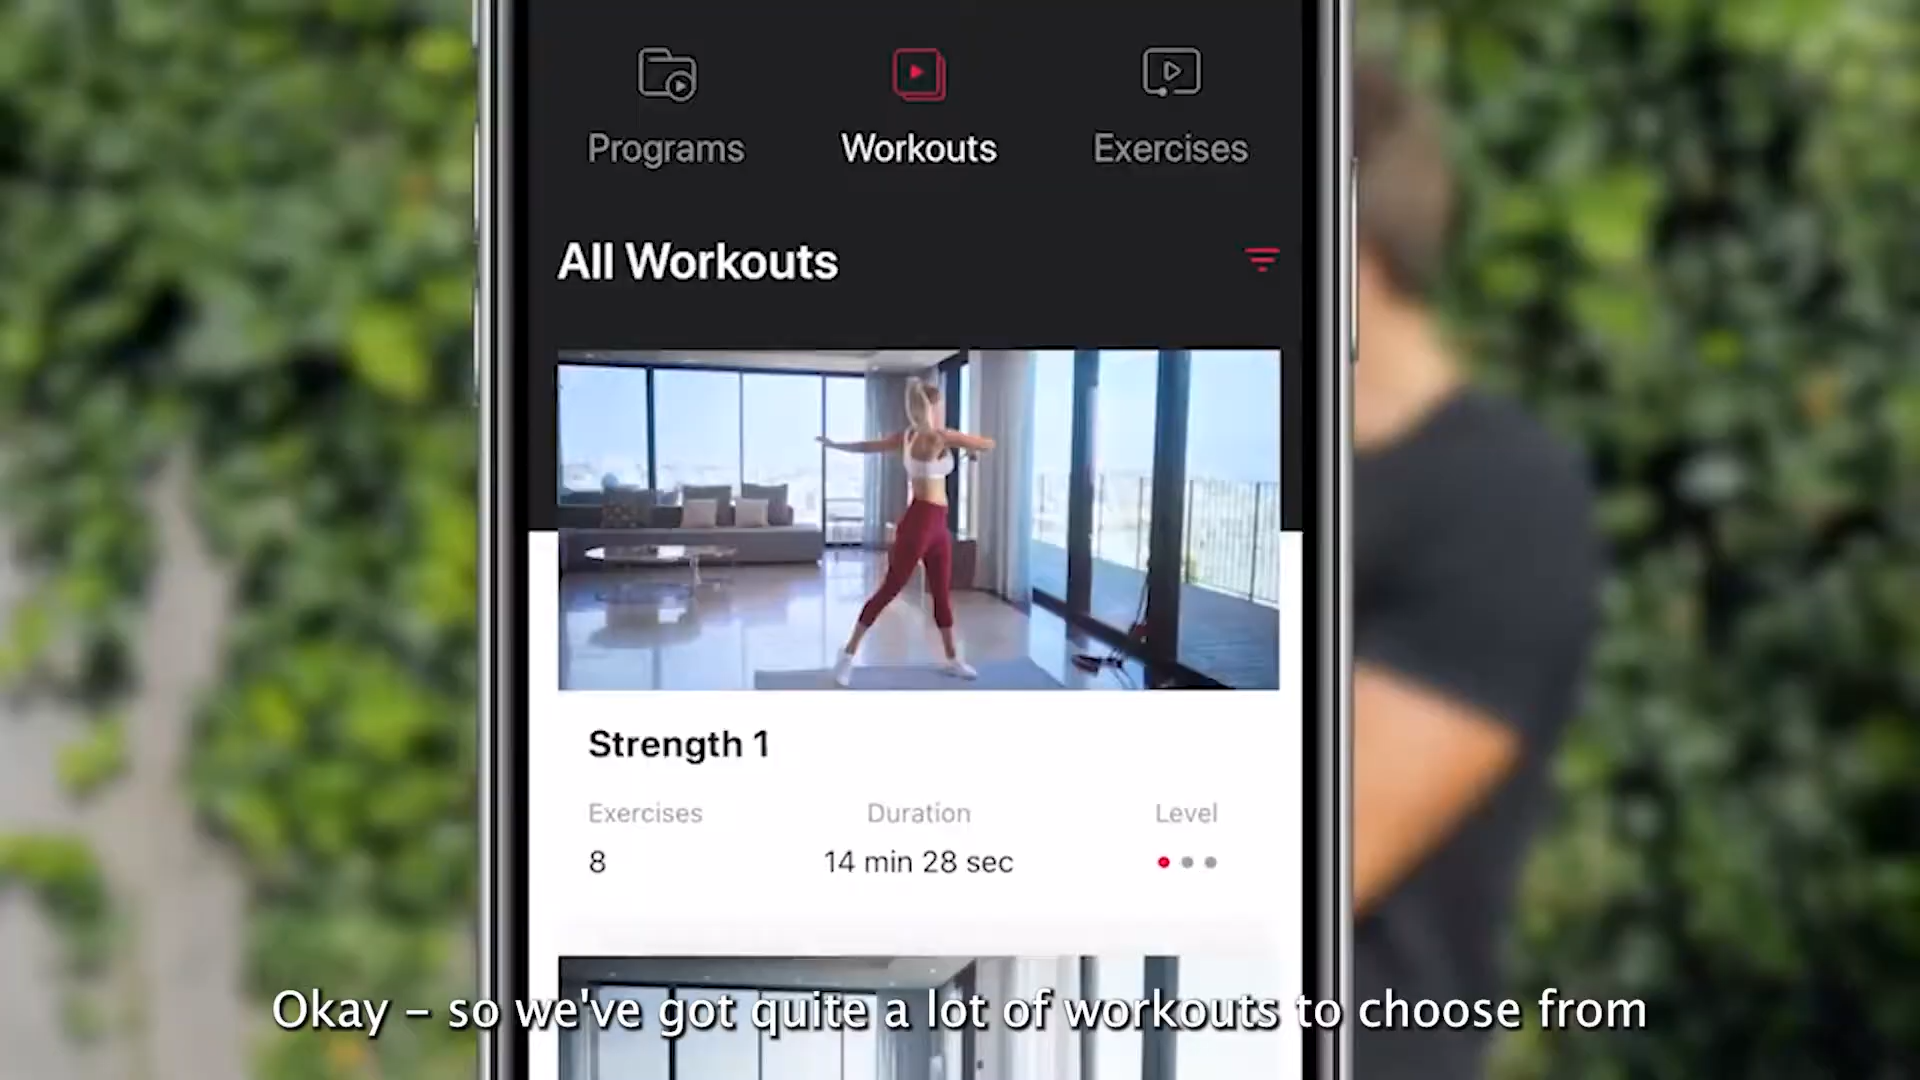 Programs
Workouts
Exercises
All Workouts
Strength 1
Exercises
Duration
Level
8
14 min 28 sec
Okay – so we've got quite a lot of workouts to choose from